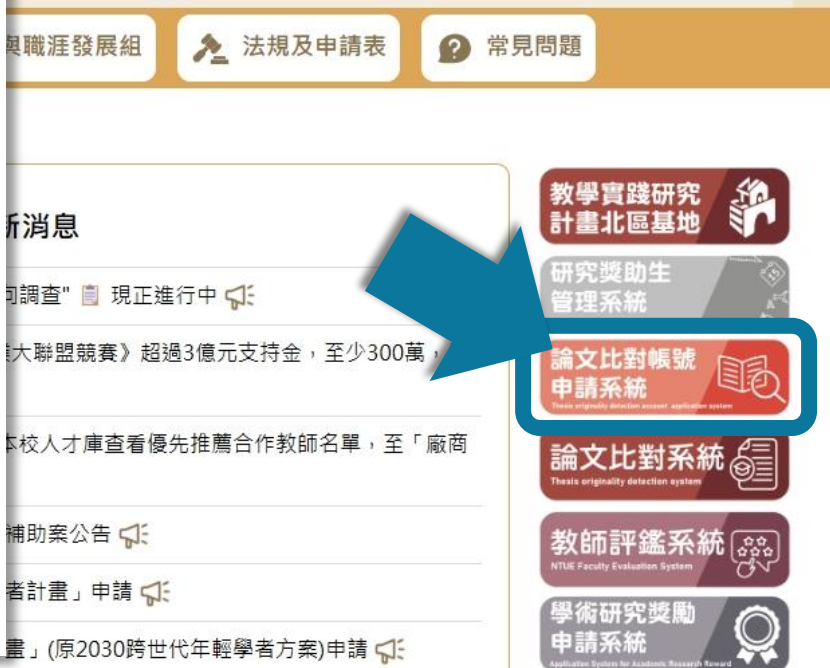 與職涯發展組
法規及申請表
常見問題
新消息
向調查" 現正進行中
業大聯盟競賽》超過3億元支持金，至少300萬，
本校人才庫查看優先推薦合作教師名單，至「廠商
補助案公告
者計畫」申請
畫」(原2030跨世代年輕學者方案)申請
教學實踐研究
計畫北區基地
研究獎助生
管理系統
論文比對帳號
申請系統
Thesis originality detection account application system
論文比對系統
Thesis originality detection system
教師評鑑系統
NTUE Faculty Evaluation System
學術研究獎勵
申請系統
Application System for Academic Research Reward